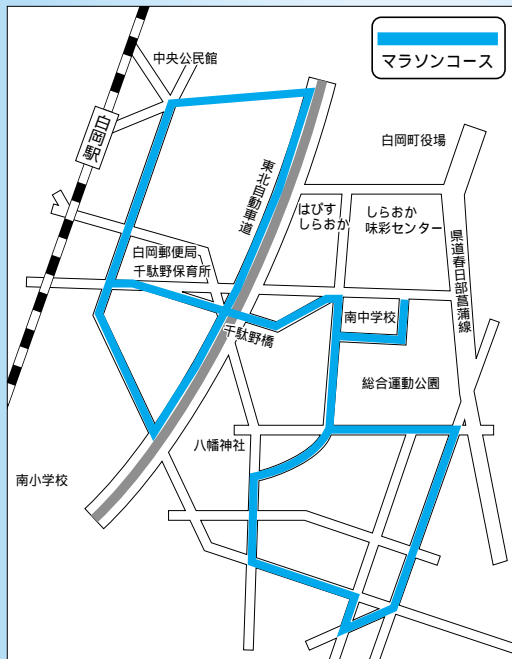 マラソンコース
中央公民館
白岡駅
白岡町役場
東北自動車道
はぴす
しらおか
しらおか
味彩センター
県道春日部菖蒲線
白岡郵便局
千駄野保育所
南中学校
千駄野橋
総合運動公園
八幡神社
南小学校